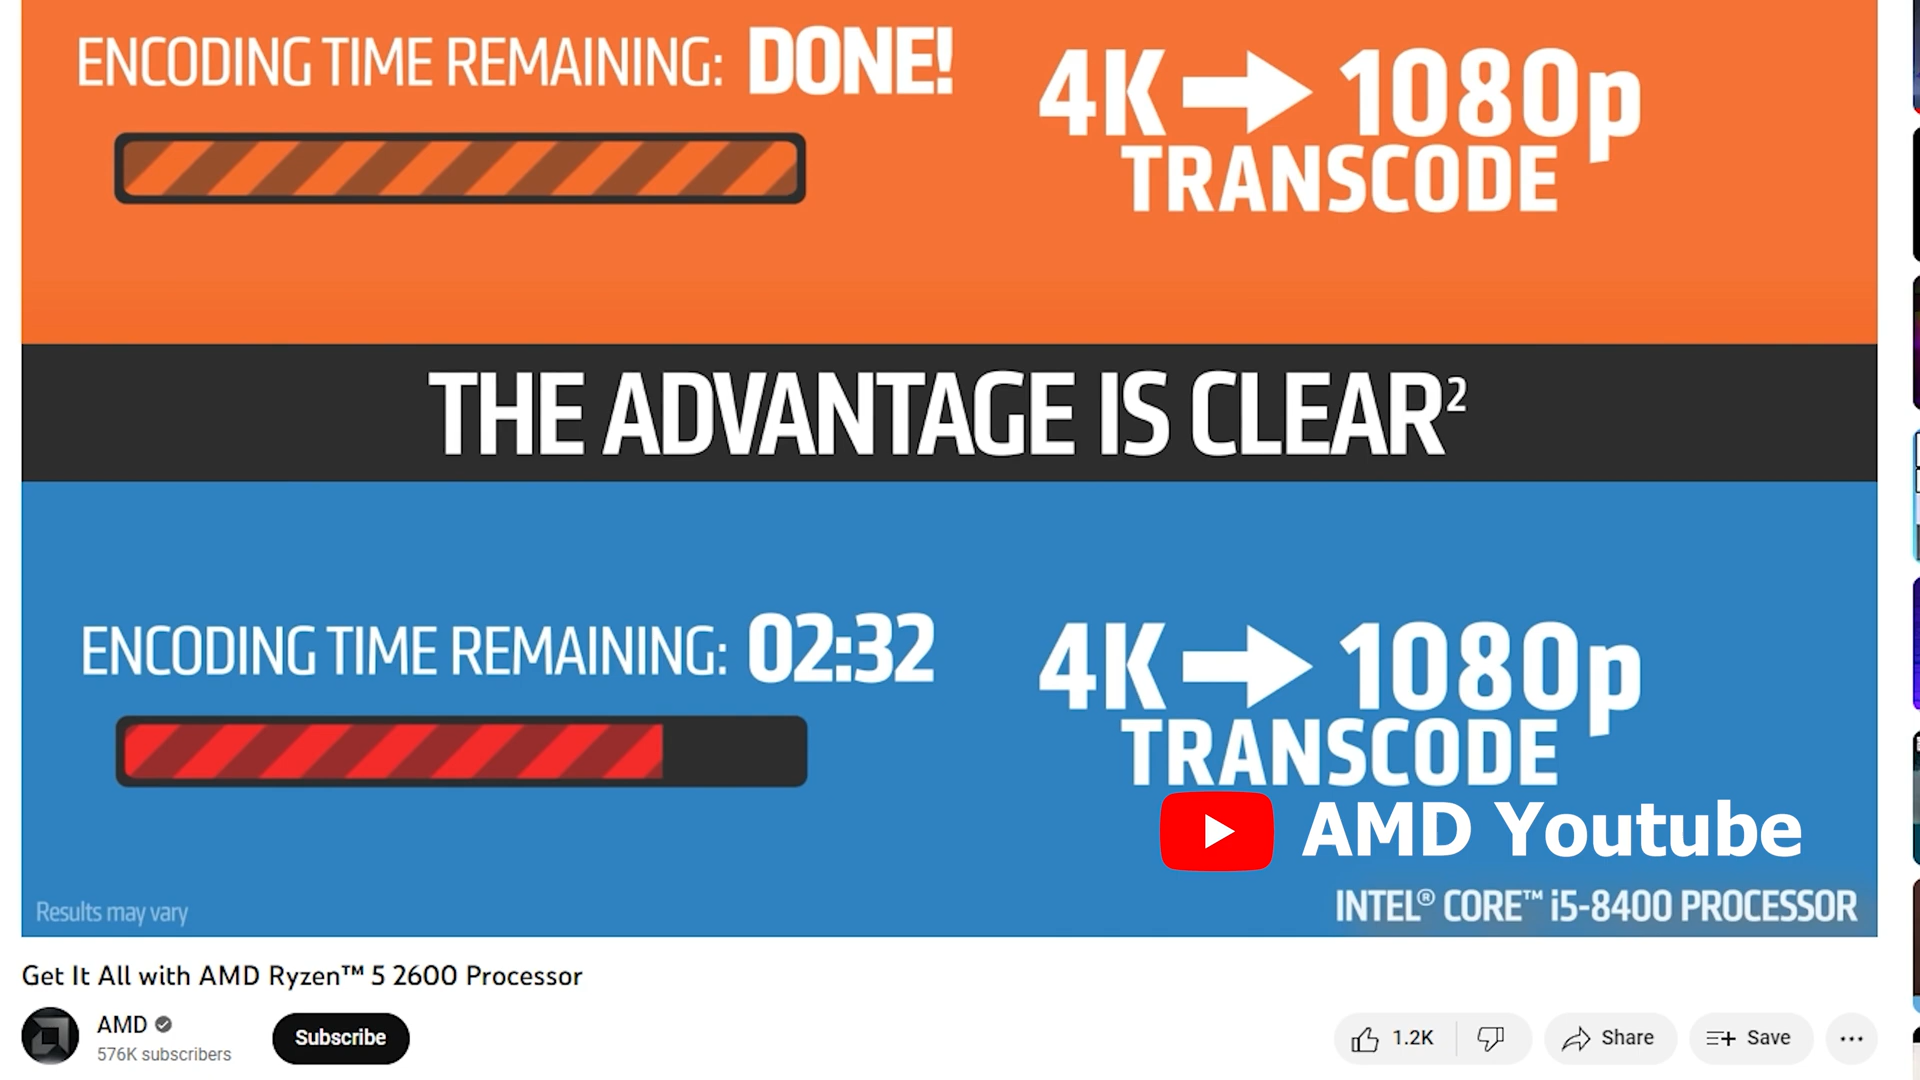 ENCODING TIME REMAINING: DONE!
4K → 1080p
TRANSCODE
THE ADVANTAGE IS CLEAR²
ENCODING TIME REMAINING: 02:32
4K → 1080p
TRANSCODE
AMD Youtube
Results may vary
INTEL® CORE™ i5-8400 PROCESSOR
Get It All with AMD Ryzen™ 5 2600 Processor
AMD
576K subscribers
Subscribe
1.2K
Share
Save